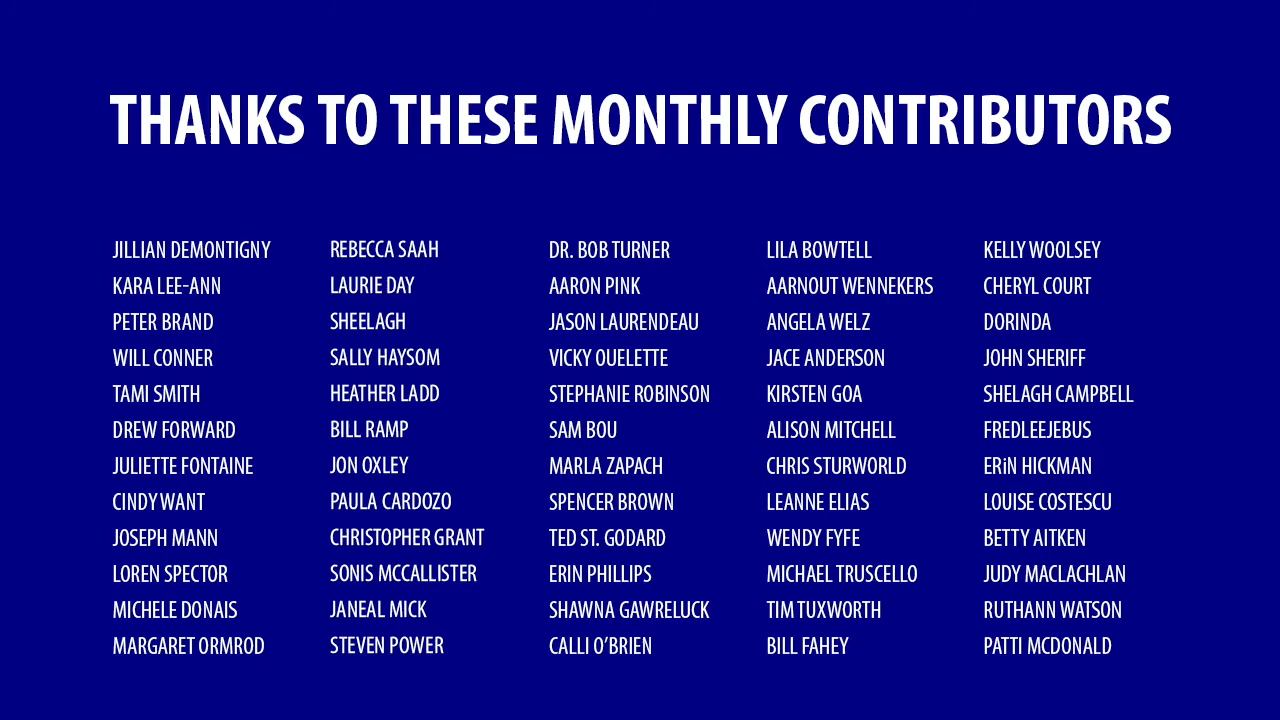 THANKS TO THESE MONTHLY CONTRIBUTORS
JILLIAN DEMONTIGNY
KARA LEE-ANN
PETER BRAND
WILL CONNER
TAMI SMITH
DREW FORWARD
JULIETTE FONTAINE
CINDY WANT
JOSEPH MANN
LOREN SPECTOR
MICHELE DONAIS
MARGARET ORMROD
REBECCA SAAH
LAURIE DAY
SHEELAGH
SALLY HAYSOM
HEATHER LADD
BILL RAMP
JON OXLEY
PAULA CARDOZO
CHRISTOPHER GRANT
SONIS MCCALLISTER
JANEAL MICK
STEVEN POWER
DR. BOB TURNER
AARON PINK
JASON LAURENDEAU
VICKY OUELETTE
STEPHANIE ROBINSON
SAM BOU
MARLA ZAPACH
SPENCER BROWN
TED ST. GODARD
ERIN PHILLIPS
SHAWNA GAWRELUCK
CALLI O’BRIEN
LILA BOWTELL
AARNOUT WENNEKERS
ANGELA WELZ
JACE ANDERSON
KIRSTEN GOA
ALISON MITCHELL
CHRIS STURWORLD
LEANNE ELIAS
WENDY FYFE
MICHAEL TRUSCELLO
TIM TUXWORTH
BILL FAHEY
KELLY WOOLSEY
CHERYL COURT
DORINDA
JOHN SHERIFF
SHELAGH CAMPBELL
FREDLEEJEBUS
ERiN HICKMAN
LOUISE COSTESCU
BETTY AITKEN
JUDY MACLACHLAN
RUTHANN WATSON
PATTI MCDONALD